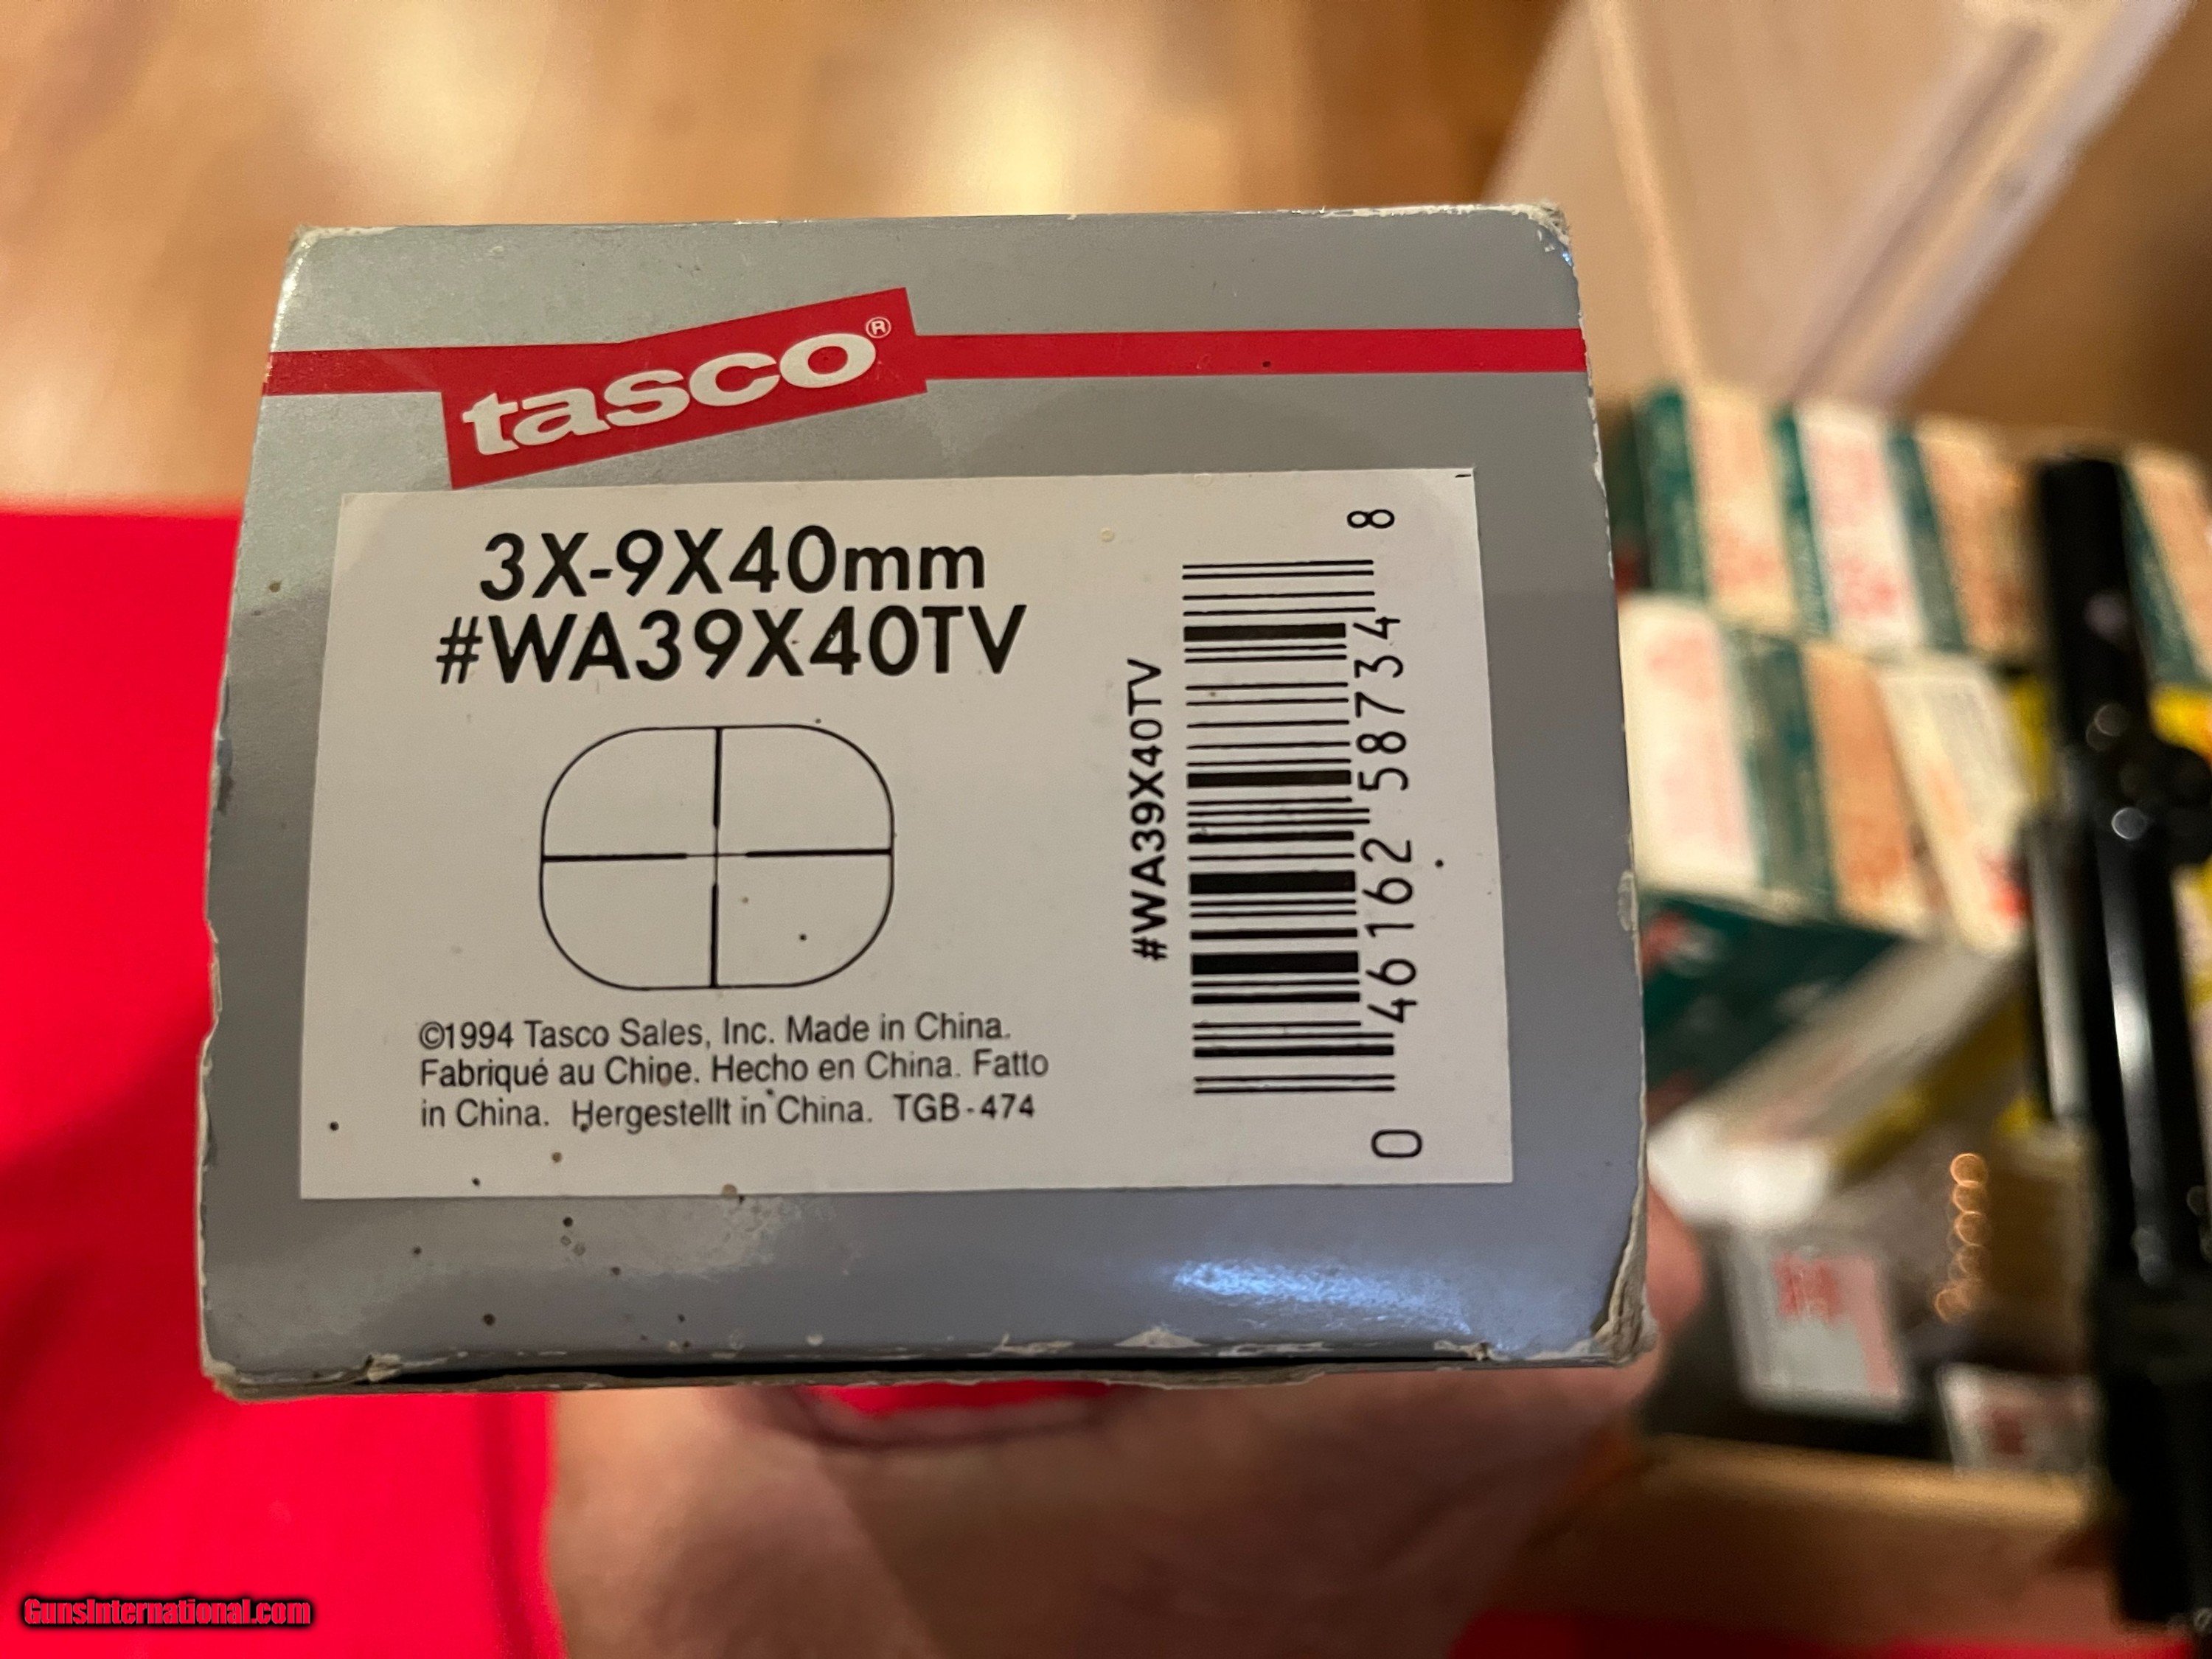 tasco®
3X-9X40mm
#WA39X40TV
©1994 Tasco Sales, Inc. Made in China.
Fabriqué au Chine. Hecho en China. Fatto
in China. Hergestellt in China. TGB-474
#WA39X40TV
0 46162 58734 8
GunsInternational.com